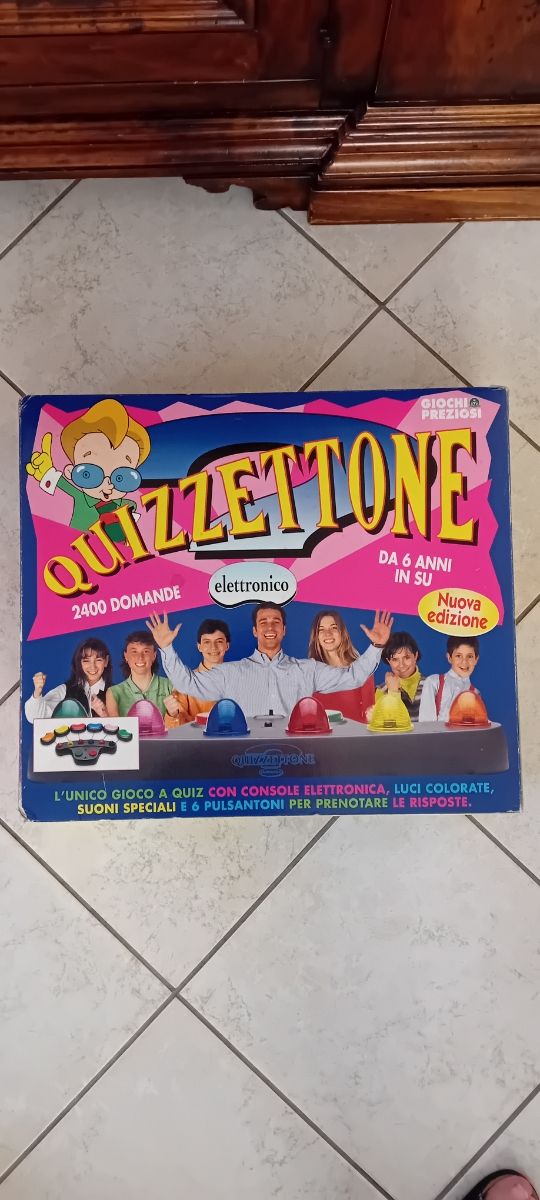 GIOCHI
PREZIOSI
QUIZZETTONE
elettronico
2400 DOMANDE
DA 6 ANNI
IN SU
Nuova
edizione
QUIZZETTONE
L'UNICO GIOCO A QUIZ CON CONSOLE ELETTRONICA, LUCI COLORATE,
SUONI SPECIALI E 6 PULSANTONI PER PRENOTARE LE RISPOSTE.